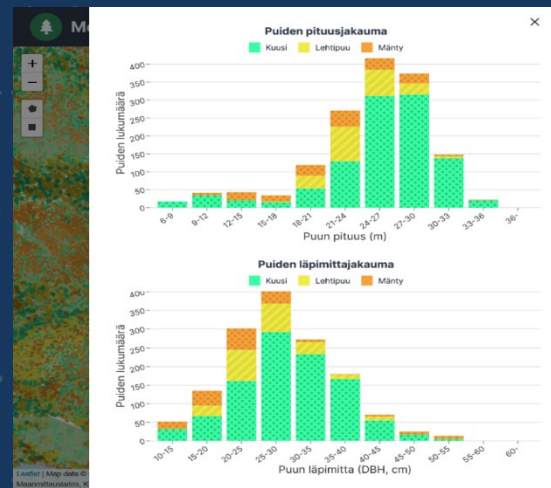 Me
+
−
×
Puiden pituusjakauma
Kuusi Lehtipuu Mänty
Puiden lukumäärä
400
350
300
250
200
150
100
50
0
6-9 9-12 12-15 15-18 18-21 21-24 24-27 27-30 30-33 33-36 36-
Puun pituus (m)
Puiden läpimittajakauma
Kuusi Lehtipuu Mänty
Puiden lukumäärä
400
350
300
250
200
150
100
50
0
10-15 15-20 20-25 25-30 30-35 35-40 40-45 45-50 50-55 55-60 60-
Puun läpimitta (DBH, cm)
Leaflet | Map data ©
Maanmittauslaitos, K